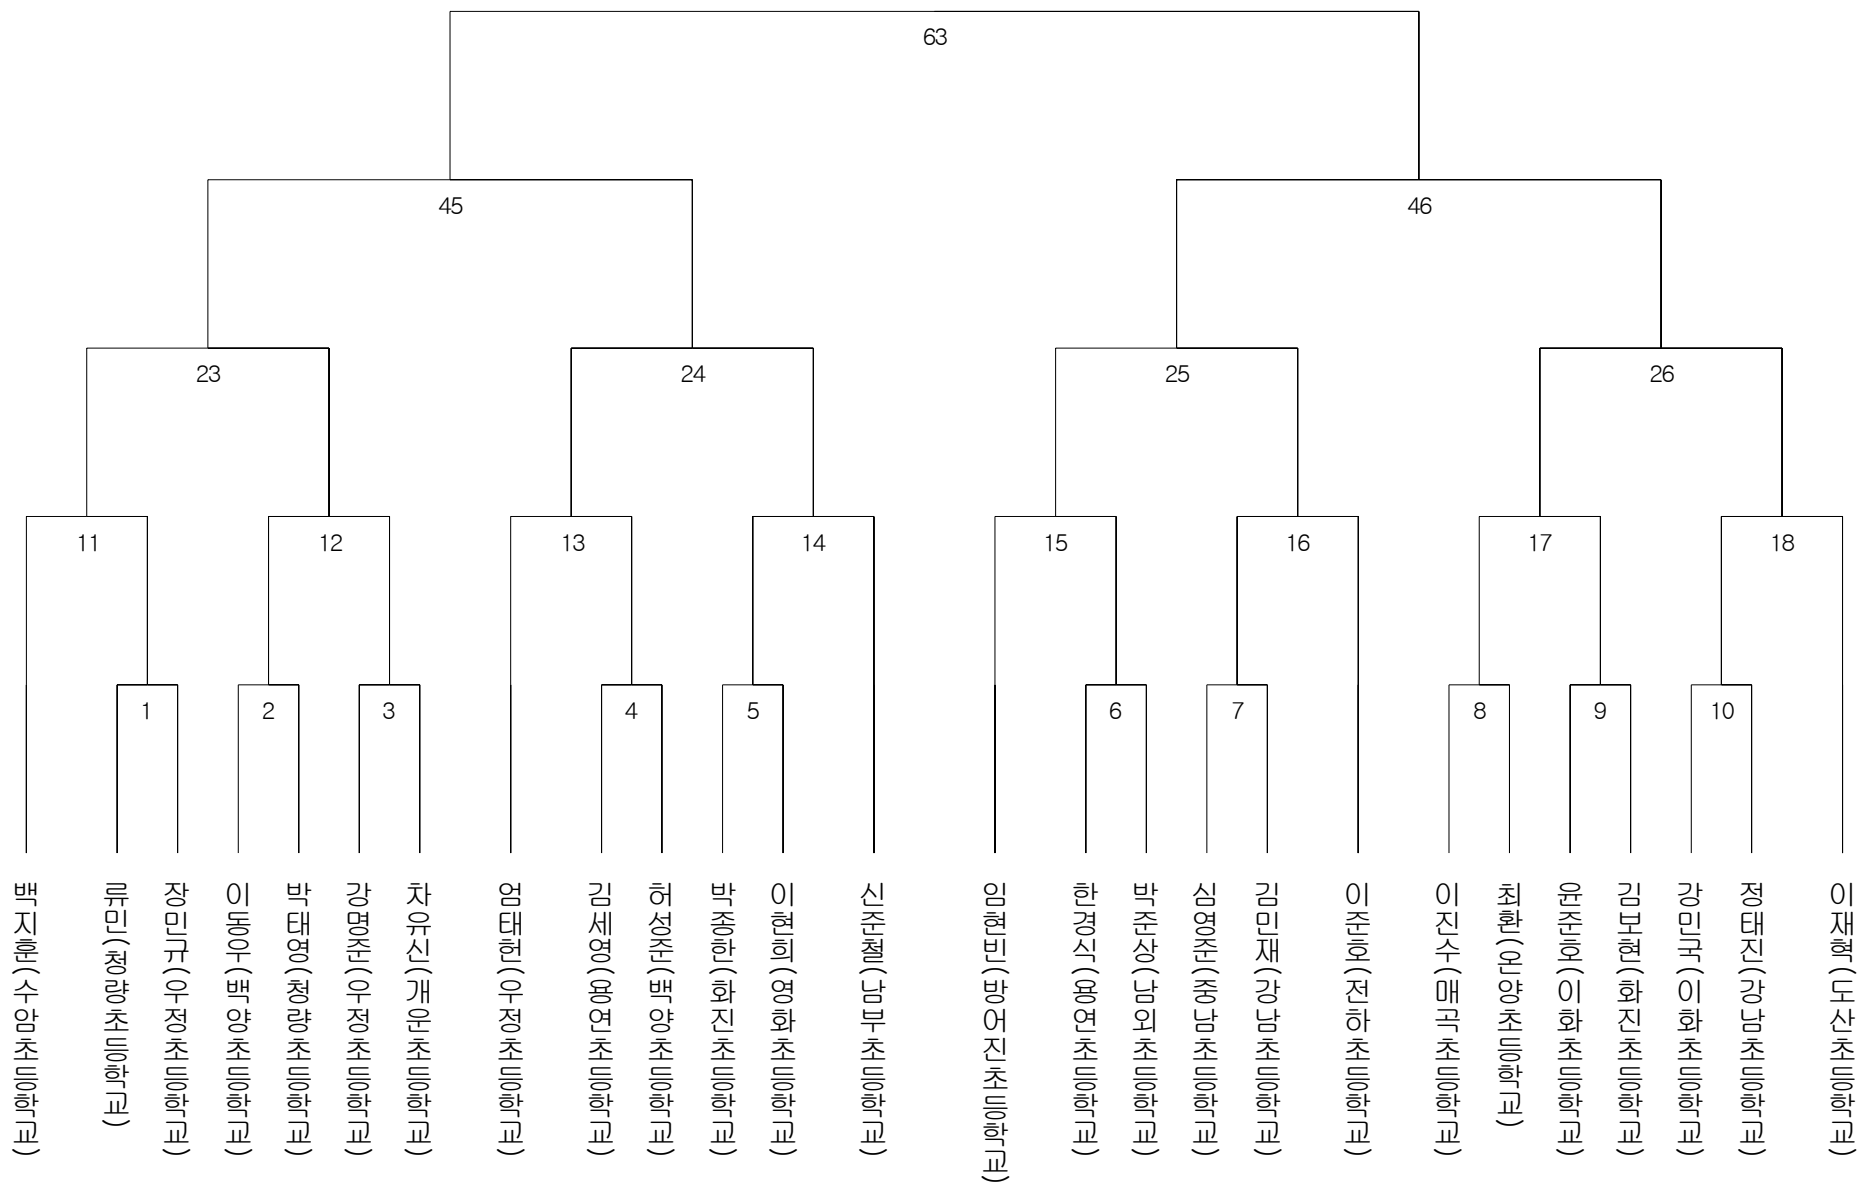 63
45
46
23
24
25
26
11
12
13
14
15
16
17
18
1
2
3
4
5
6
7
8
9
10
백지훈(수암초등학교)
류민(청량초등학교)
장민규(우정초등학교)
이동우(백양초등학교)
박태영(청량초등학교)
강명준(우정초등학교)
차유신(개운초등학교)
엄태헌(우정초등학교)
김세영(용연초등학교)
허성준(백양초등학교)
박종한(화진초등학교)
이현희(영화초등학교)
신준철(남부초등학교)
임현빈(방어진초등학교)
한경식(용연초등학교)
박준상(남외초등학교)
심영준(중남초등학교)
김민재(강남초등학교)
이준호(전하초등학교)
이진수(매곡초등학교)
최환(온양초등학교)
윤준호(이화초등학교)
김보현(화진초등학교)
강민국(이화초등학교)
정태진(강남초등학교)
이재혁(도산초등학교)